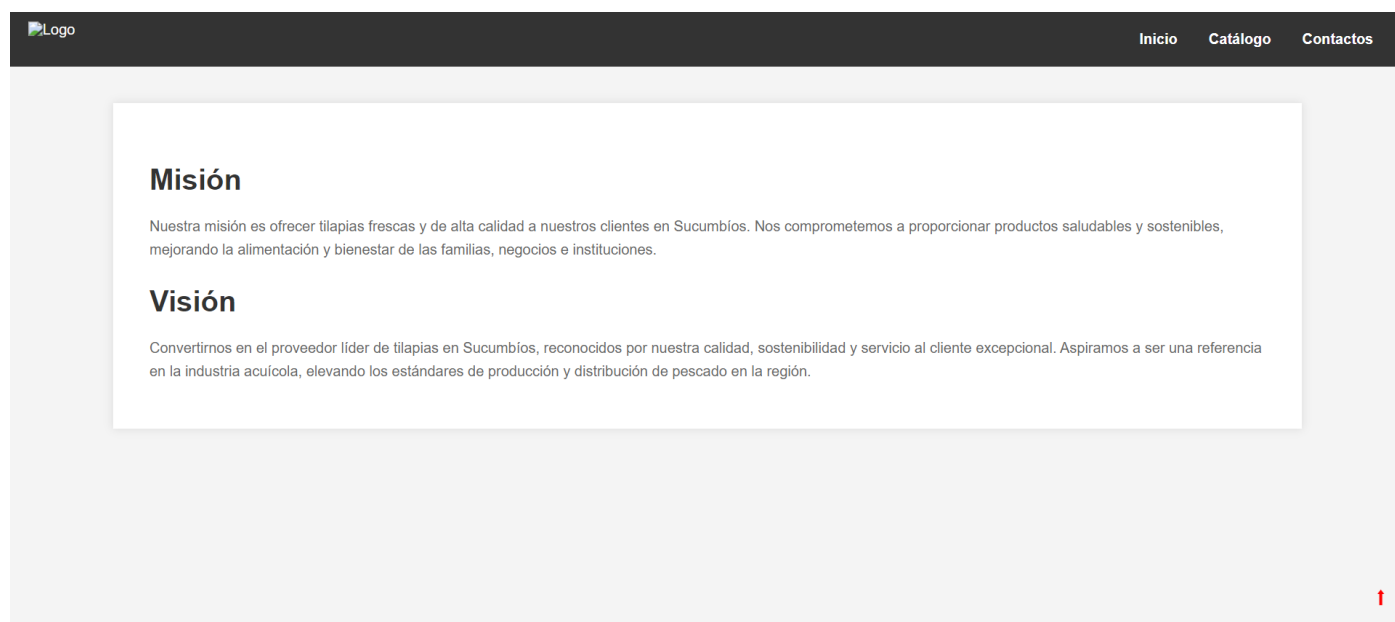 Logo
Inicio Catálogo Contactos
Misión
Nuestra misión es ofrecer tilapias frescas y de alta calidad a nuestros clientes en Sucumbíos. Nos comprometemos a proporcionar productos saludables y sostenibles,
mejorando la alimentación y bienestar de las familias, negocios e instituciones.
Visión
Convertirnos en el proveedor líder de tilapias en Sucumbíos, reconocidos por nuestra calidad, sostenibilidad y servicio al cliente excepcional. Aspiramos a ser una referencia
en la industria acuícola, elevando los estándares de producción y distribución de pescado en la región.